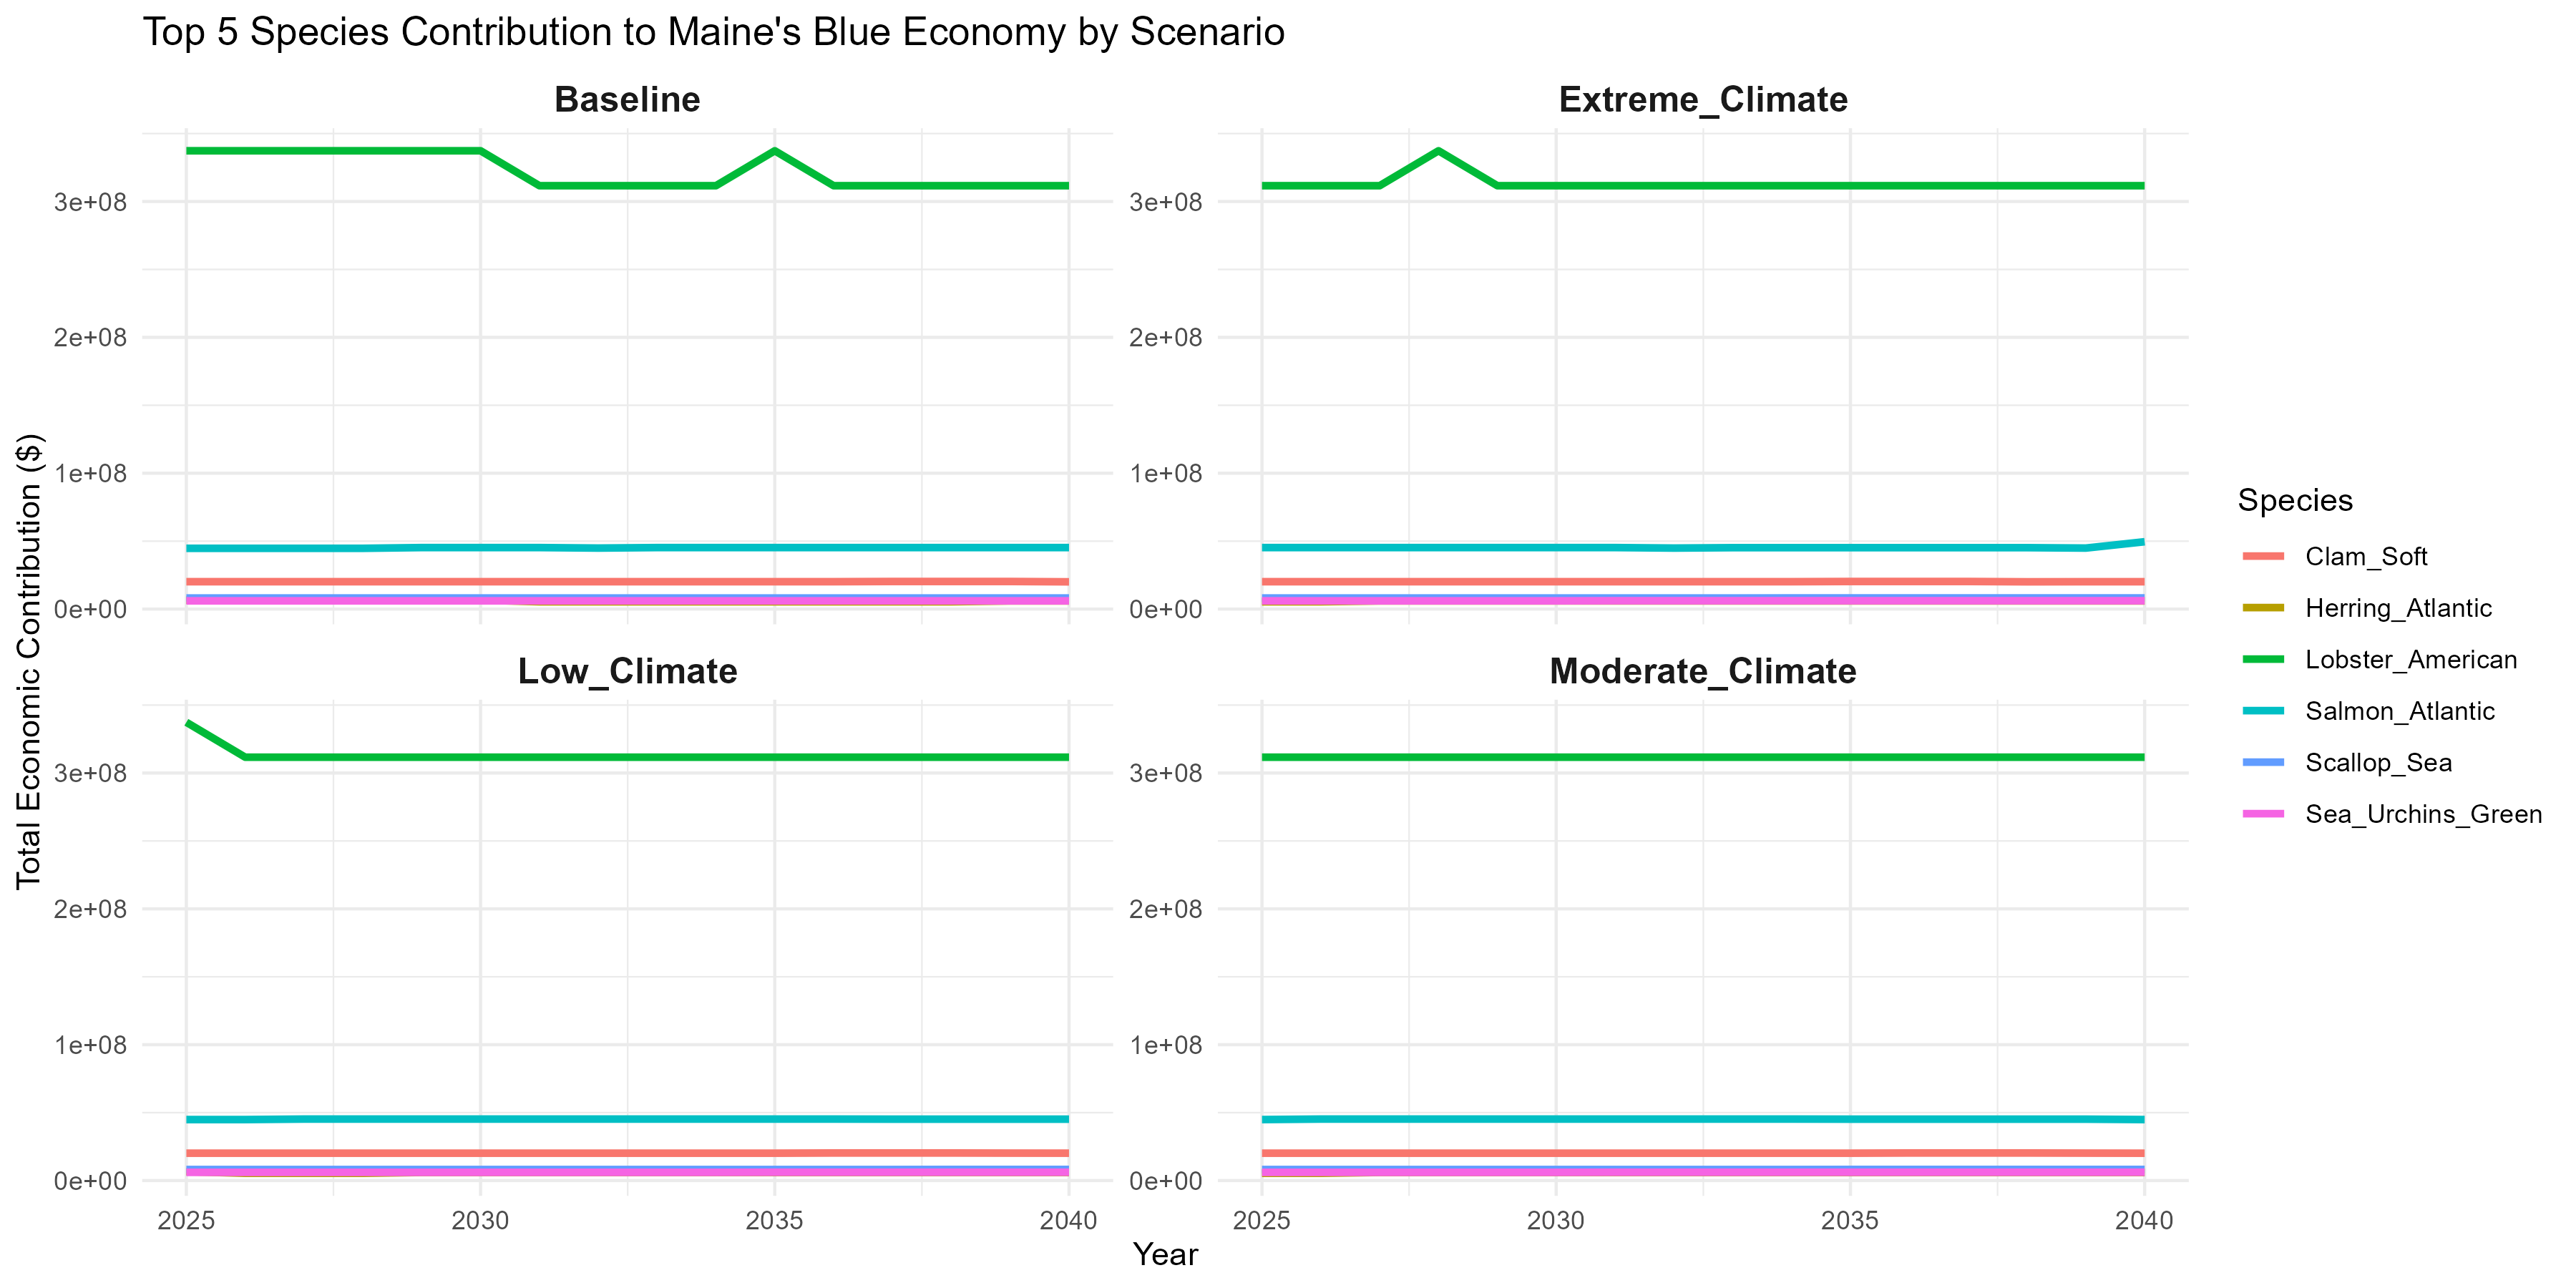 Top 5 Species Contribution to Maine's Blue Economy by Scenario
Baseline
Extreme_Climate
3e+08
2e+08
1e+08
0e+00
3e+08
2e+08
1e+08
0e+00
Low_Climate
Moderate_Climate
3e+08
2e+08
1e+08
0e+00
3e+08
2e+08
1e+08
0e+00
2025 2030 2035 2040
2025 2030 2035 2040
Year
Total Economic Contribution ($)
Species
Clam_Soft
Herring_Atlantic
Lobster_American
Salmon_Atlantic
Scallop_Sea
Sea_Urchins_Green